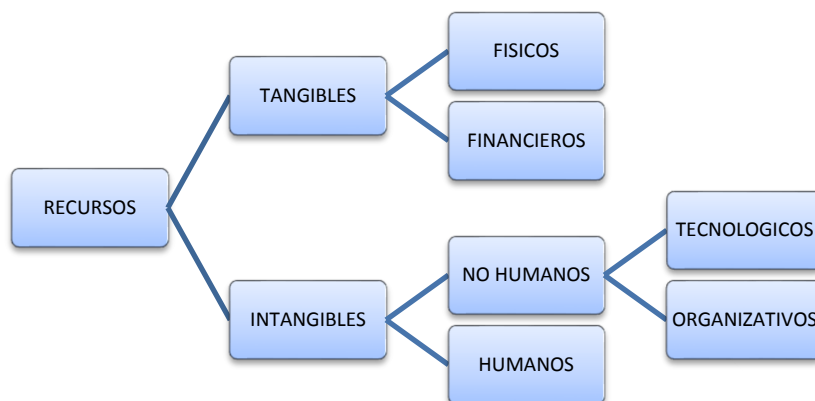 RECURSOS
TANGIBLES
FISICOS
FINANCIEROS
INTANGIBLES
NO HUMANOS
TECNOLOGICOS
ORGANIZATIVOS
HUMANOS